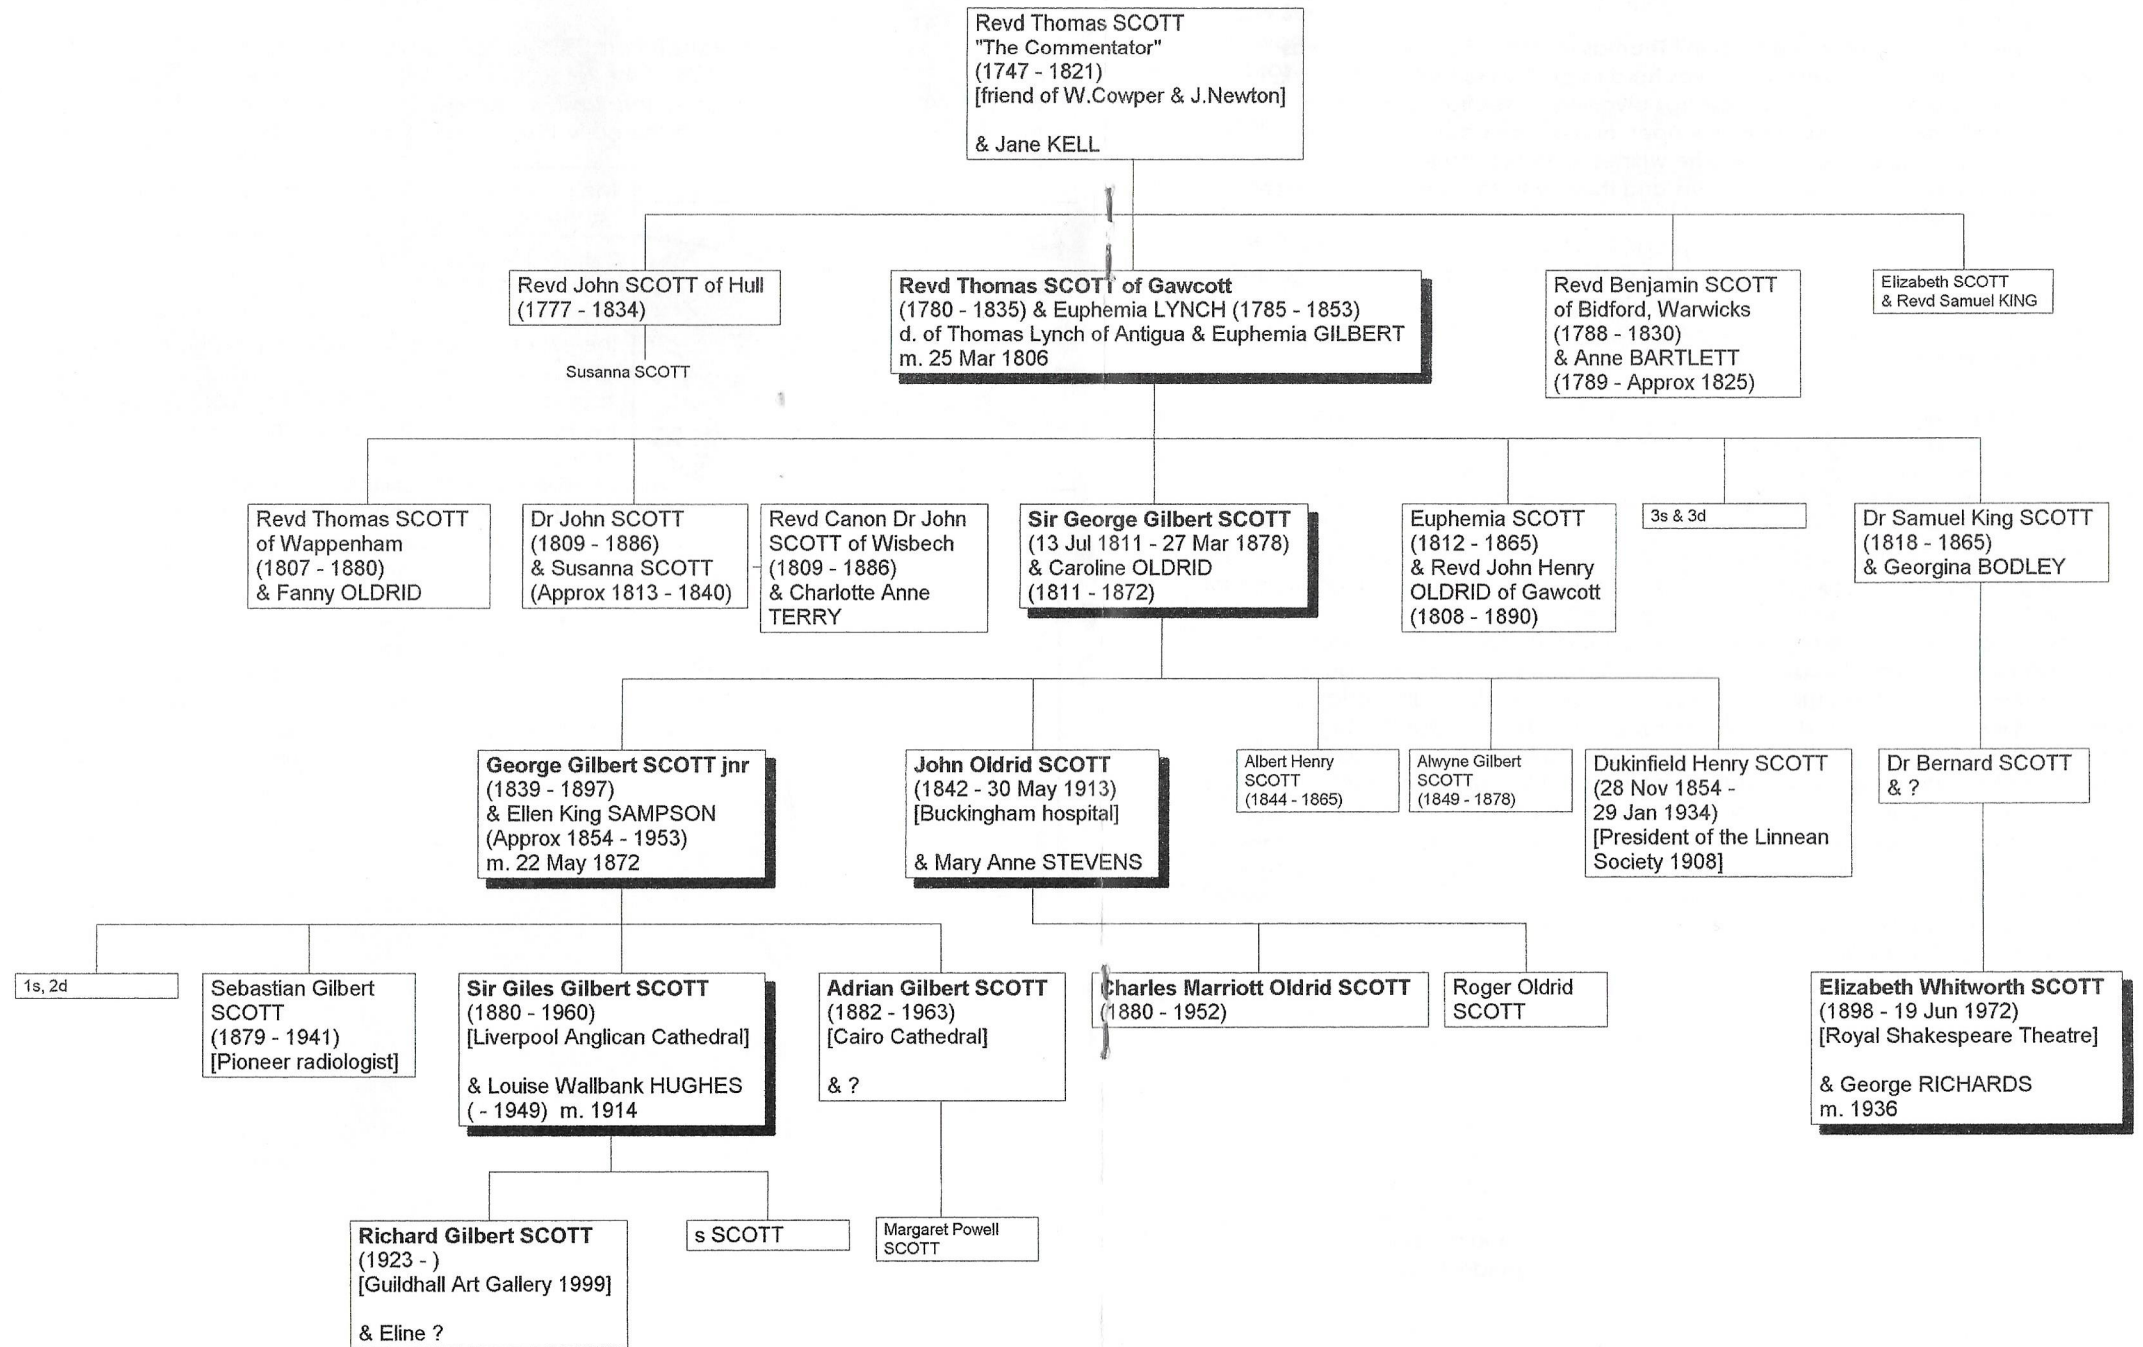 Revd Thomas SCOTT
"The Commentator"
(1747 - 1821)
[friend of W.Cowper & J.Newton]
& Jane KELL
Revd John SCOTT of Hull
(1777 - 1834)
Susanna SCOTT
Revd Thomas SCOTT of Gawcott
(1780 - 1835) & Euphemia LYNCH (1785 - 1853)
d. of Thomas Lynch of Antigua & Euphemia GILBERT
m. 25 Mar 1806
Revd Benjamin SCOTT
of Bidford, Warwicks
(1788 - 1830)
& Anne BARTLETT
(1789 - Approx 1825)
Elizabeth SCOTT
& Revd Samuel KING
Revd Thomas SCOTT
of Wappenham
(1807 - 1880)
& Fanny OLDRID
Dr John SCOTT
(1809 - 1886)
& Susanna SCOTT
(Approx 1813 - 1840)
Revd Canon Dr John
SCOTT of Wisbech
(1809 - 1886)
& Charlotte Anne
TERRY
Sir George Gilbert SCOTT
(13 Jul 1811 - 27 Mar 1878)
& Caroline OLDRID
(1811 - 1872)
Euphemia SCOTT
(1812 - 1865)
& Revd John Henry
OLDRID of Gawcott
(1808 - 1890)
3s & 3d
Dr Samuel King SCOTT
(1818 - 1865)
& Georgina BODLEY
George Gilbert SCOTT jnr
(1839 - 1897)
& Ellen King SAMPSON
(Approx 1854 - 1953)
m. 22 May 1872
John Oldrid SCOTT
(1842 - 30 May 1913)
[Buckingham hospital]
& Mary Anne STEVENS
Albert Henry
SCOTT
(1844 - 1865)
Alwyne Gilbert
SCOTT
(1849 - 1878)
Dukinfield Henry SCOTT
(28 Nov 1854 -
29 Jan 1934)
[President of the Linnean
Society 1908]
Dr Bernard SCOTT
& ?
1s, 2d
Sebastian Gilbert
SCOTT
(1879 - 1941)
[Pioneer radiologist]
Sir Giles Gilbert SCOTT
(1880 - 1960)
[Liverpool Anglican Cathedral]
& Louise Wallbank HUGHES
( - 1949) m. 1914
Adrian Gilbert SCOTT
(1882 - 1963)
[Cairo Cathedral]
& ?
Charles Marriott Oldrid SCOTT
(1880 - 1952)
Roger Oldrid
SCOTT
Elizabeth Whitworth SCOTT
(1898 - 19 Jun 1972)
[Royal Shakespeare Theatre]
& George RICHARDS
m. 1936
Richard Gilbert SCOTT
(1923 - )
[Guildhall Art Gallery 1999]
& Eline ?
s SCOTT
Margaret Powell
SCOTT